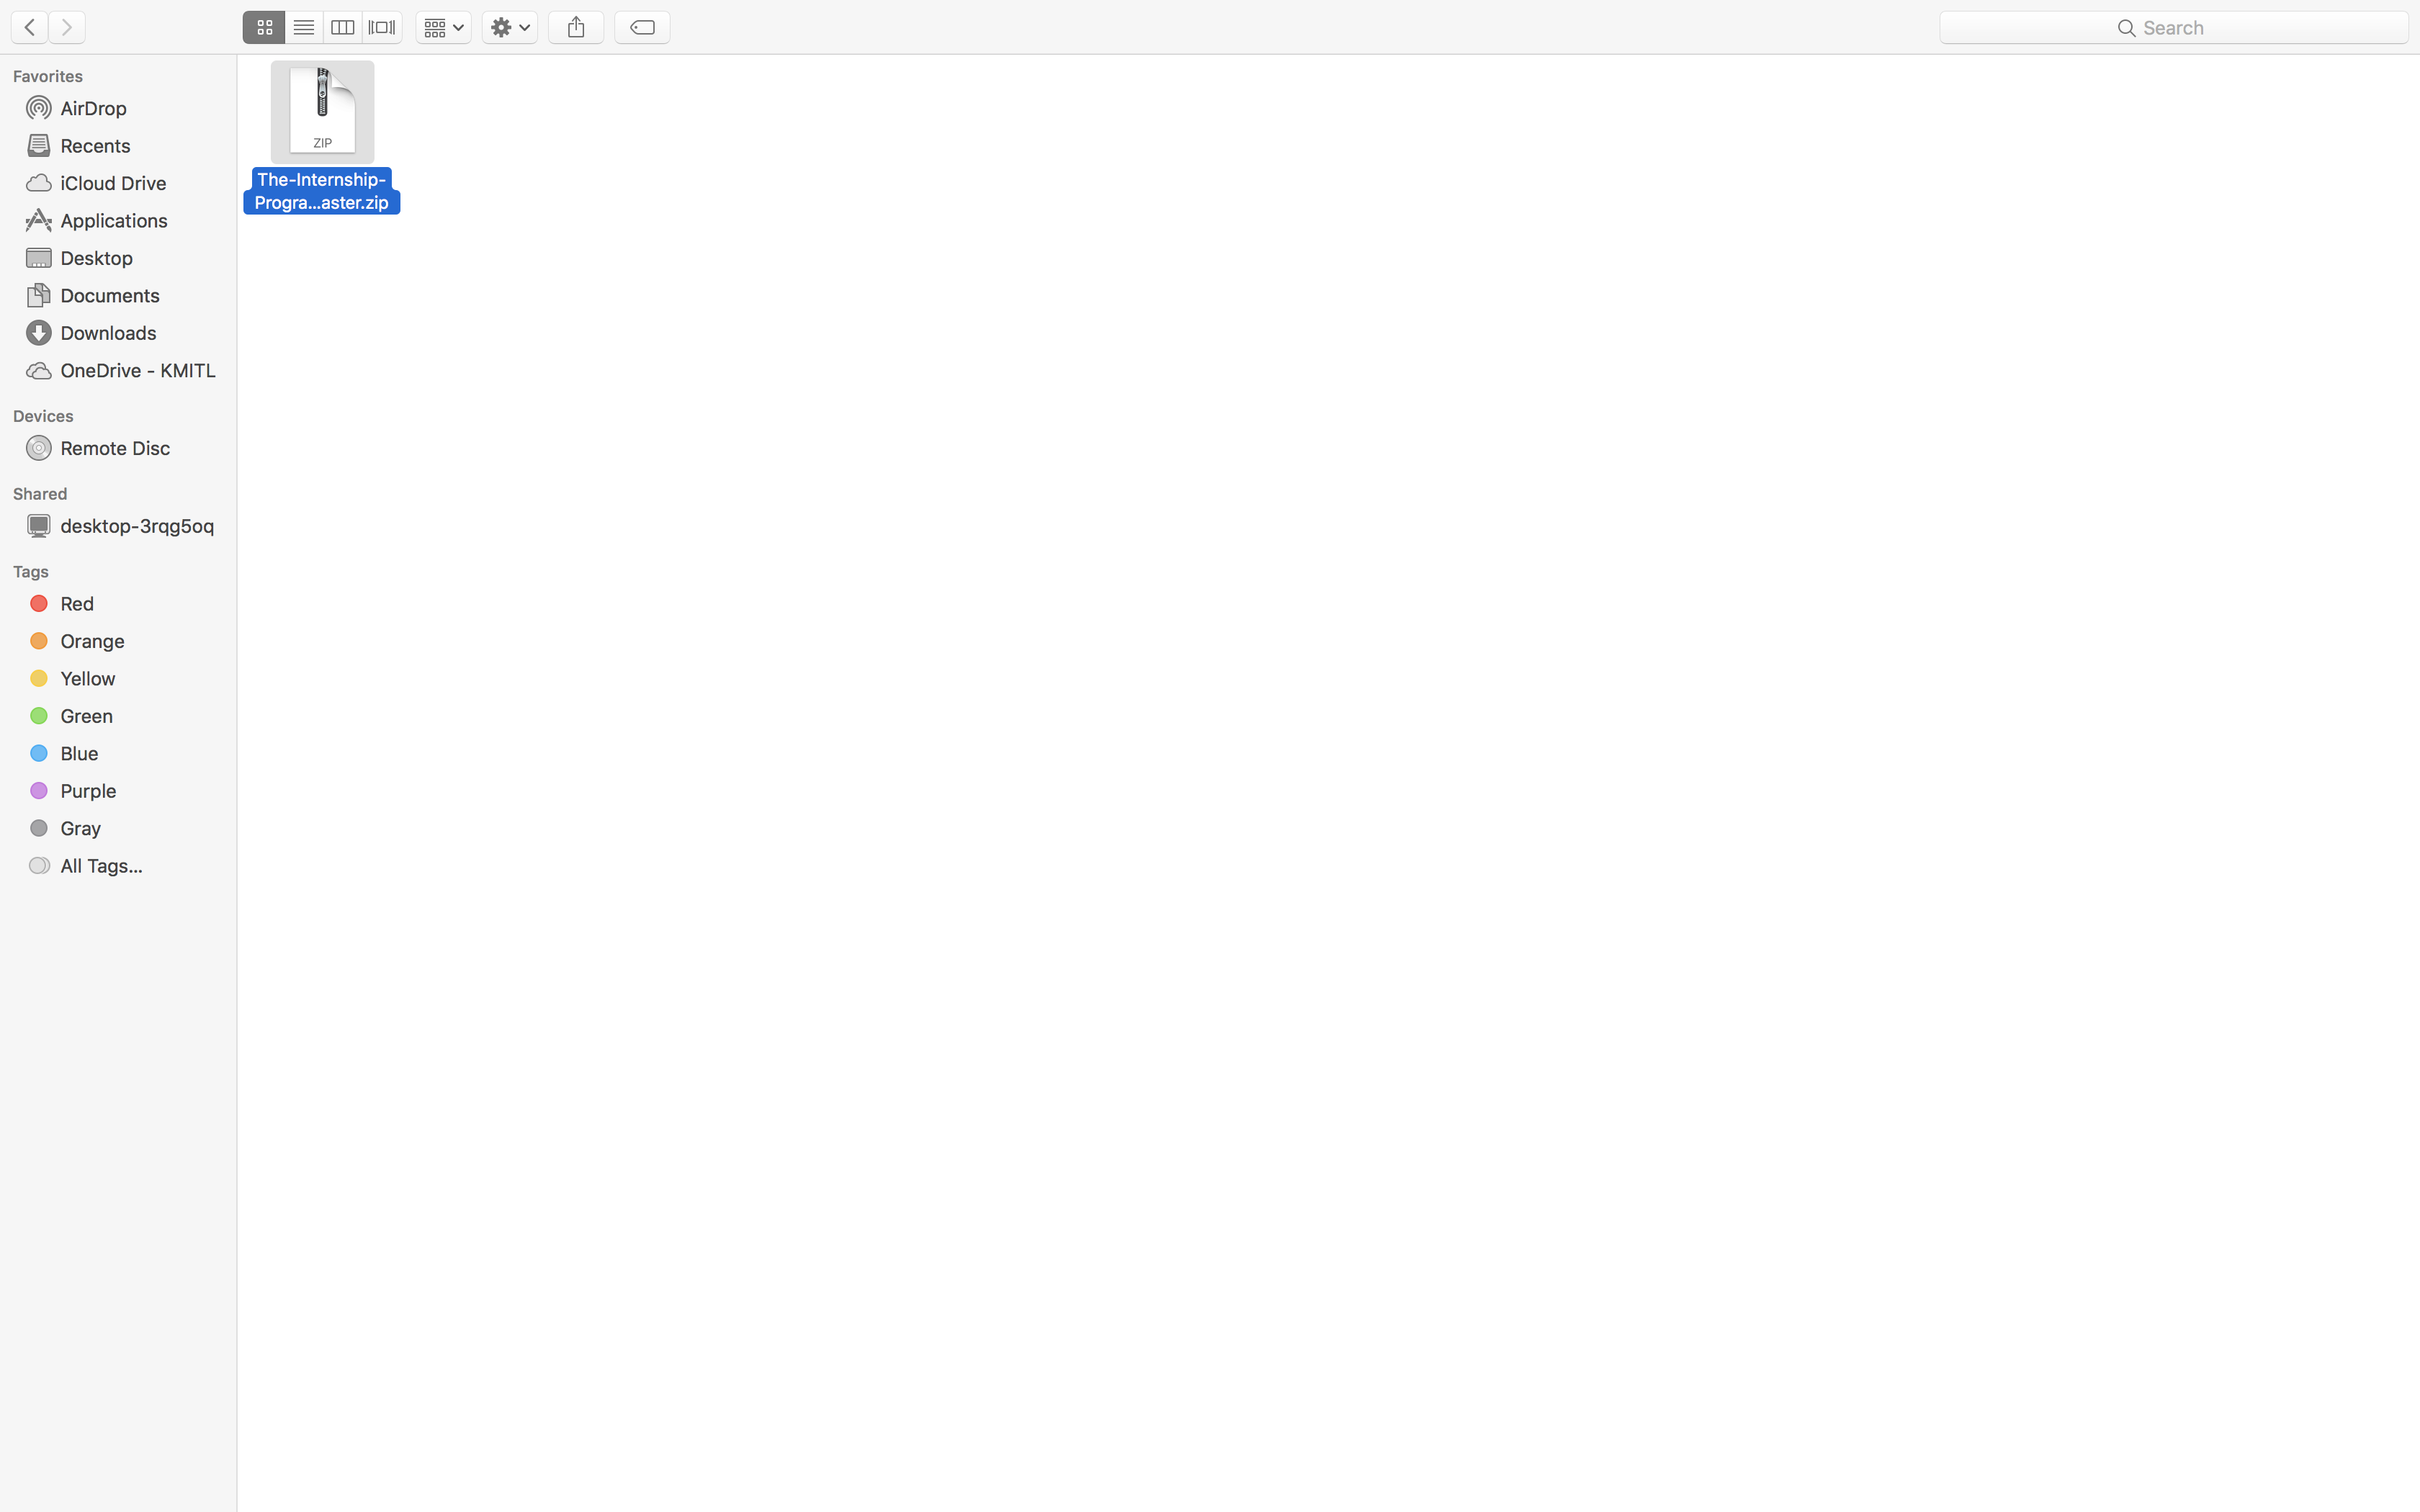 Search
Favorites
AirDrop
Recents
iCloud Drive
Applications
Desktop
Documents
Downloads
OneDrive - KMITL
Devices
Remote Disc
Shared
desktop-3rqg5oq
Tags
Red
Orange
Yellow
Green
Blue
Purple
Gray
All Tags...
ZIP
The-Internship-
Progra...aster.zip